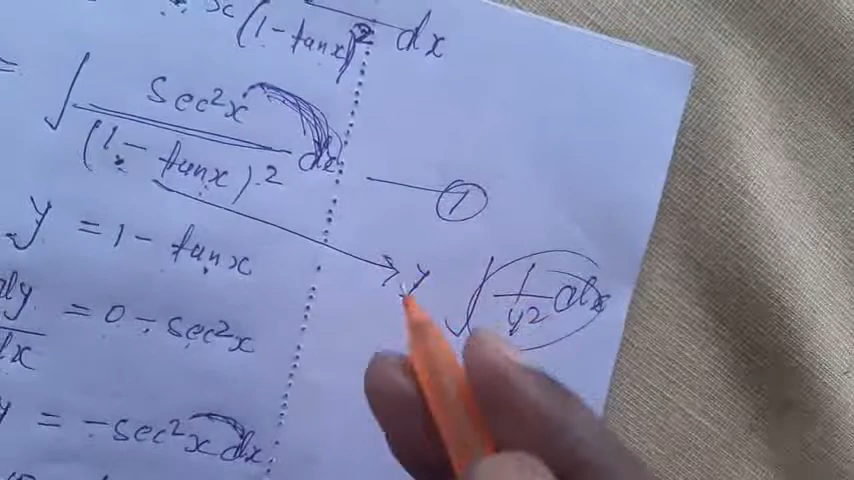 (1-tanx)² dx
= ∫ sec²x / (1-tanx)² dx — 1
y = 1-tanx
y ∫ 1/y² dx
dy/dx = 0-sec²x
y = -sec²x dx